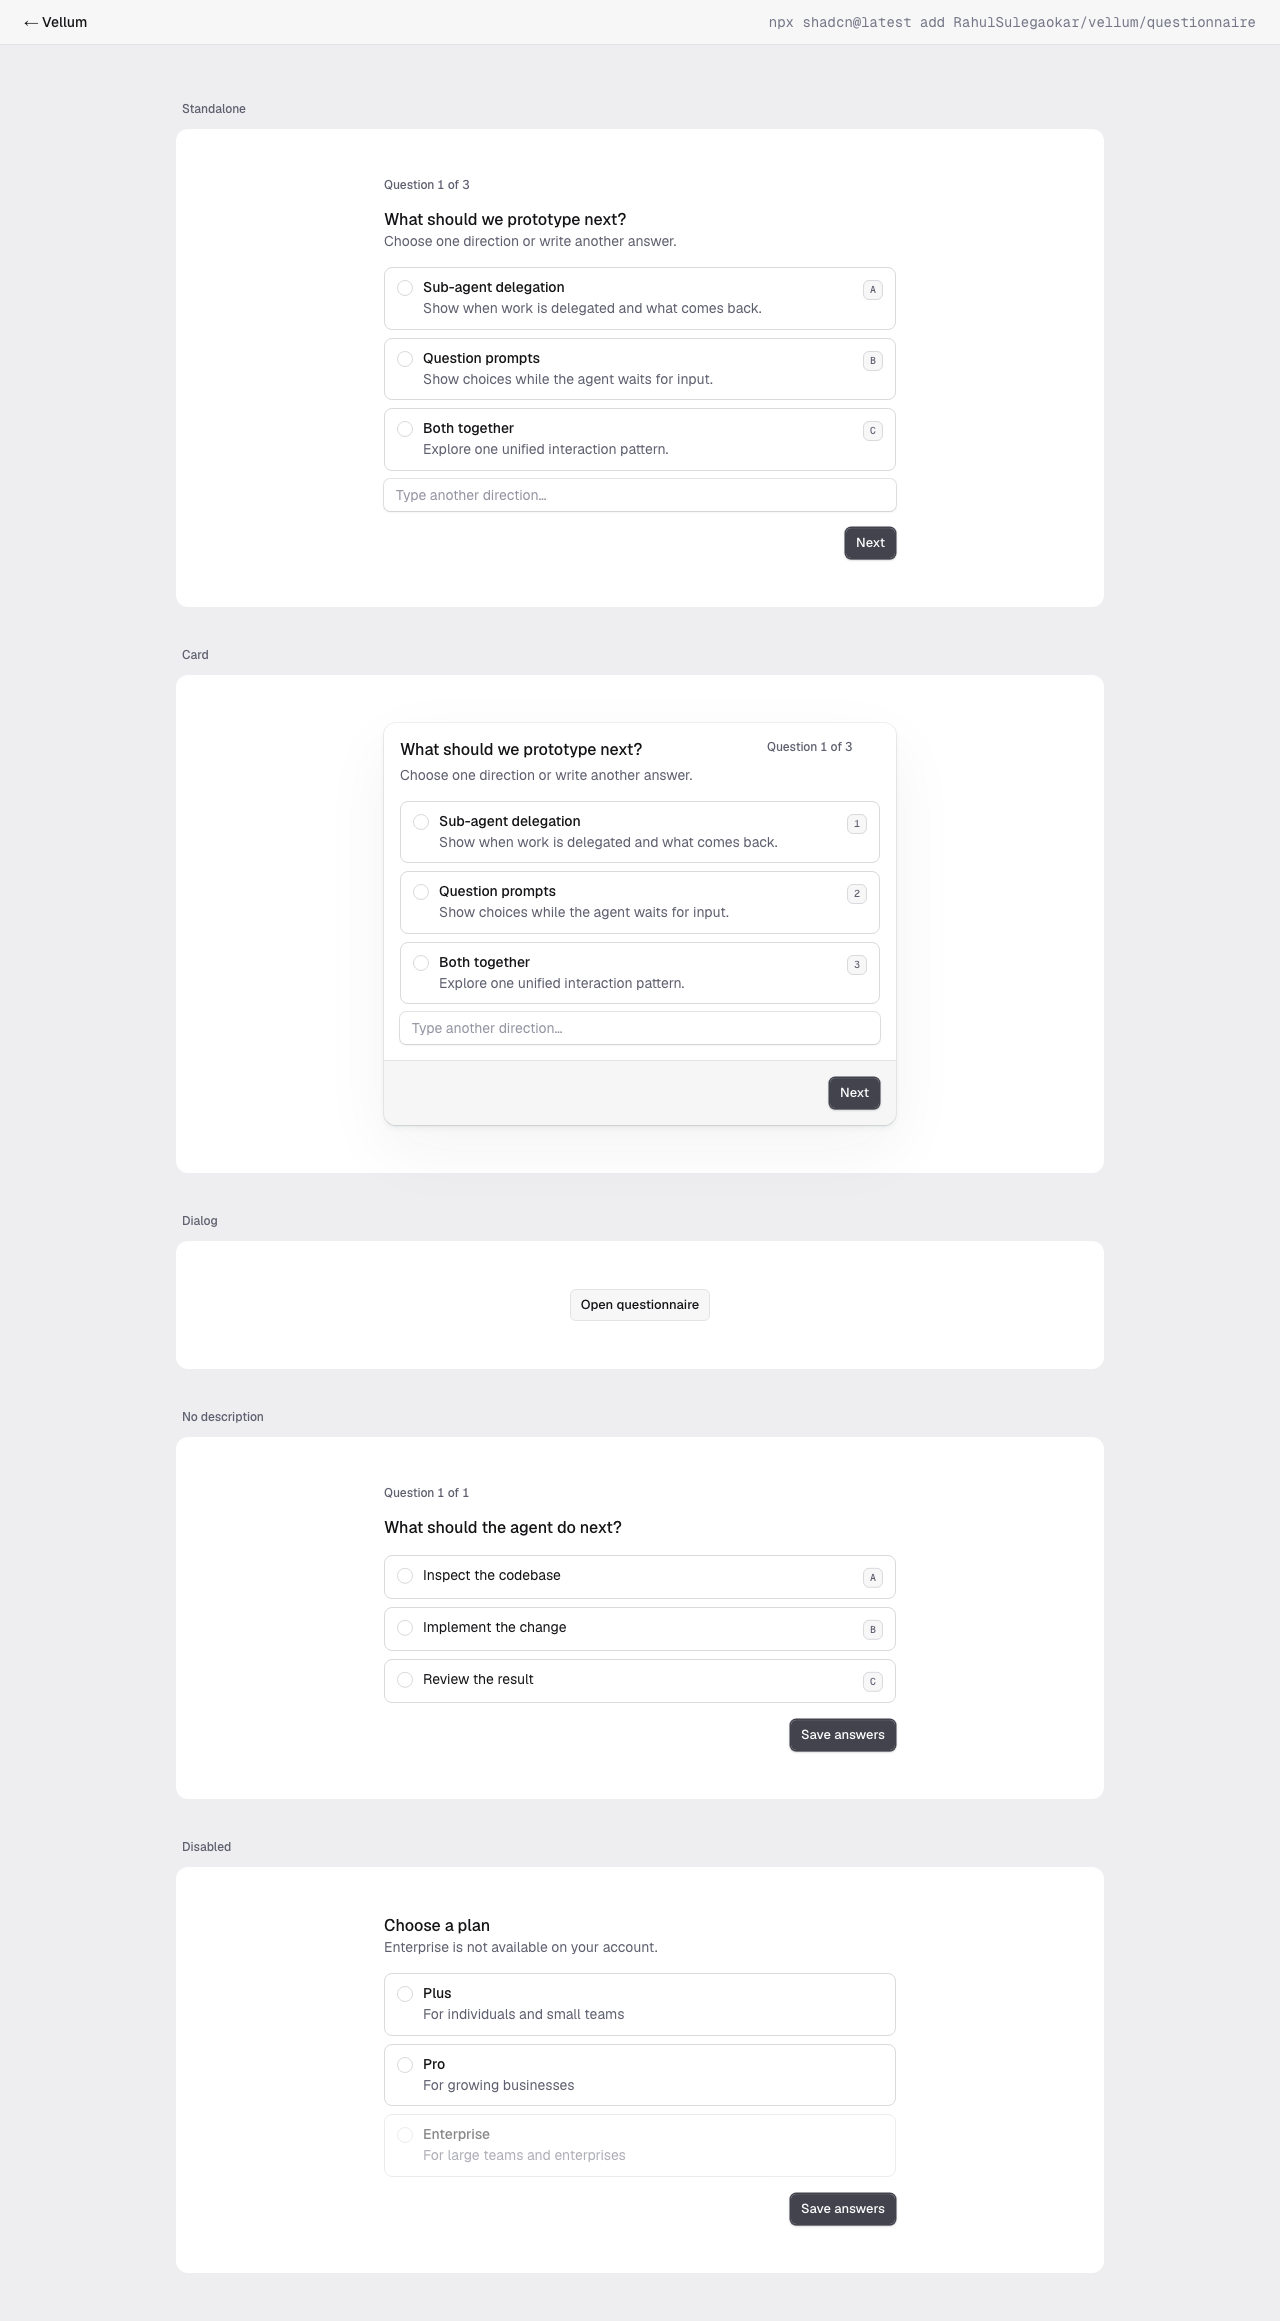 ← Vellum
npx shadcn@latest add RahulSulegaokar/vellum/questionnaire
Standalone
Question 1 of 3
What should we prototype next?
Choose one direction or write another answer.
Sub-agent delegation A
Show when work is delegated and what comes back.
Question prompts B
Show choices while the agent waits for input.
Both together C
Explore one unified interaction pattern.
Type another direction…
Next
Card
What should we prototype next? Question 1 of 3
Choose one direction or write another answer.
Sub-agent delegation 1
Show when work is delegated and what comes back.
Question prompts 2
Show choices while the agent waits for input.
Both together 3
Explore one unified interaction pattern.
Type another direction…
Next
Dialog
Open questionnaire
No description
Question 1 of 1
What should the agent do next?
Inspect the codebase A
Implement the change B
Review the result C
Save answers
Disabled
Choose a plan
Enterprise is not available on your account.
Plus
For individuals and small teams
Pro
For growing businesses
Enterprise
For large teams and enterprises
Save answers